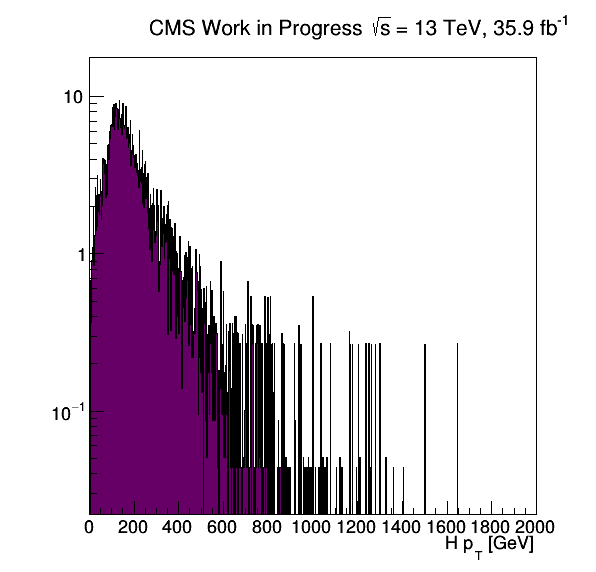 CMS Work in Progress √s = 13 TeV, 35.9 fb⁻¹
10
1
10⁻¹
0 200 400 600 800 1000 1200 1400 1600 1800 2000
H p_T [GeV]